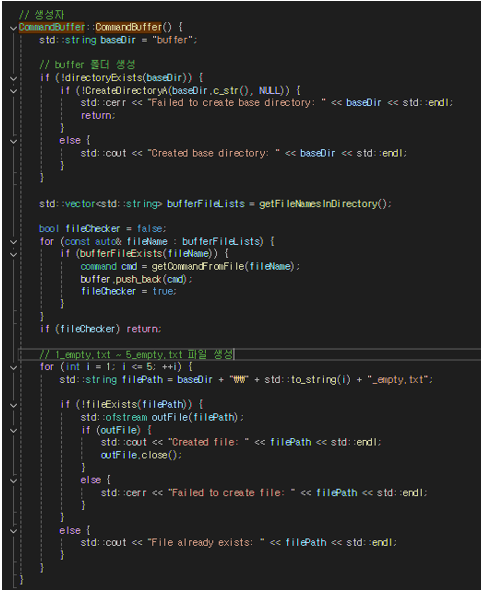 // 생성자
CommandBuffer::CommandBuffer() {
    std::string baseDir = "buffer";

    // buffer 폴더 생성
    if (!directoryExists(baseDir)) {
        if (!CreateDirectoryA(baseDir.c_str(), NULL)) {
            std::cerr << "Failed to create base directory: " << baseDir << std::endl;
            return;
        }
        else {
            std::cout << "Created base directory: " << baseDir << std::endl;
        }
    }

    std::vector<std::string> bufferFileLists = getFileNamesInDirectory();

    bool fileChecker = false;
    for (const auto& fileName : bufferFileLists) {
        if (bufferFileExists(fileName)) {
            command cmd = getCommandFromFile(fileName);
            buffer.push_back(cmd);
            fileChecker = true;
        }
    }
    if (fileChecker) return;

    // 1_empty.txt ~ 5_empty.txt 파일 생성
    for (int i = 1; i <= 5; ++i) {
        std::string filePath = baseDir + "₩₩" + std::to_string(i) + "_empty.txt";

        if (!fileExists(filePath)) {
            std::ofstream outFile(filePath);
            if (outFile) {
                std::cout << "Created file: " << filePath << std::endl;
                outFile.close();
            }
            else {
                std::cerr << "Failed to create file: " << filePath << std::endl;
            }
        }
        else {
            std::cout << "File already exists: " << filePath << std::endl;
        }
    }
}